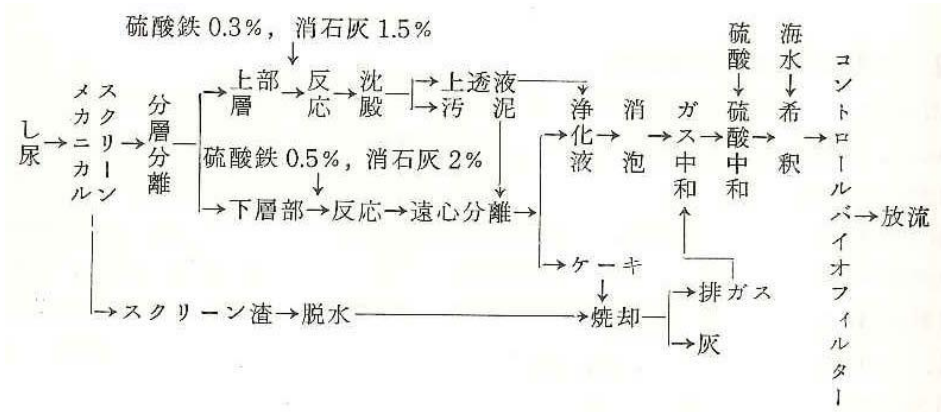 硫酸鉄 0.3%, 消石灰 1.5%
し尿
メカニカル
スクリーン
分層分離
上部層
反応
沈殿
上透液
汚泥
硫酸鉄 0.5%, 消石灰 2%
下層部
反応
遠心分離
浄化液
消泡
ガス中和
硫酸
硫酸中和
海水
希釈
コントロールバイオフィルター
放流
ケーキ
スクリーン渣
脱水
焼却
排ガス
灰